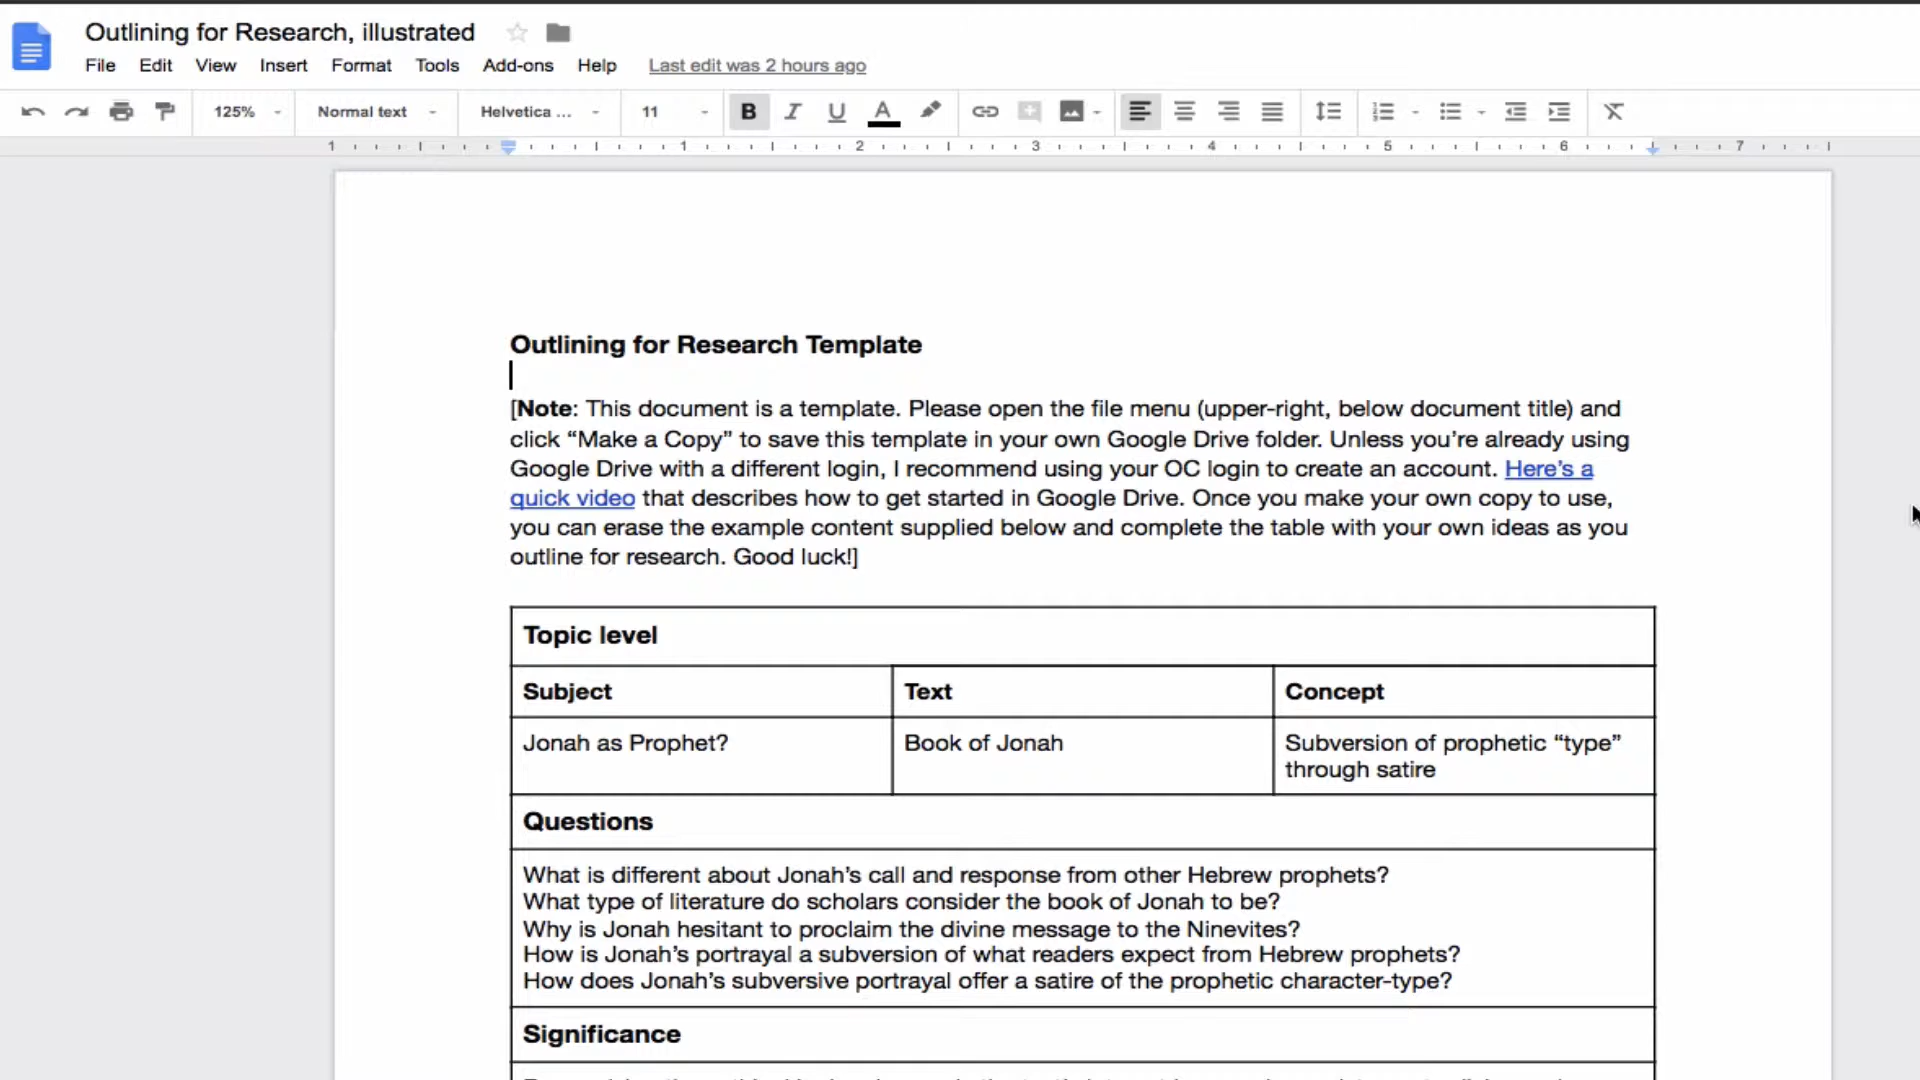 Outlining for Research, illustrated
File Edit View Insert Format Tools Add-ons Help Last edit was 2 hours ago
125% Normal text Helvetica ... 11 B I U A
1 1 2 3 4 5 6 7
Outlining for Research Template
[Note: This document is a template. Please open the file menu (upper-right, below document title) and
click “Make a Copy” to save this template in your own Google Drive folder. Unless you’re already using
Google Drive with a different login, I recommend using your OC login to create an account. Here’s a
quick video that describes how to get started in Google Drive. Once you make your own copy to use,
you can erase the example content supplied below and complete the table with your own ideas as you
outline for research. Good luck!]
Topic level
Subject Text Concept
Jonah as Prophet? Book of Jonah Subversion of prophetic “type”
through satire
Questions
What is different about Jonah’s call and response from other Hebrew prophets?
What type of literature do scholars consider the book of Jonah to be?
Why is Jonah hesitant to proclaim the divine message to the Ninevites?
How is Jonah’s portrayal a subversion of what readers expect from Hebrew prophets?
How does Jonah’s subversive portrayal offer a satire of the prophetic character-type?
Significance